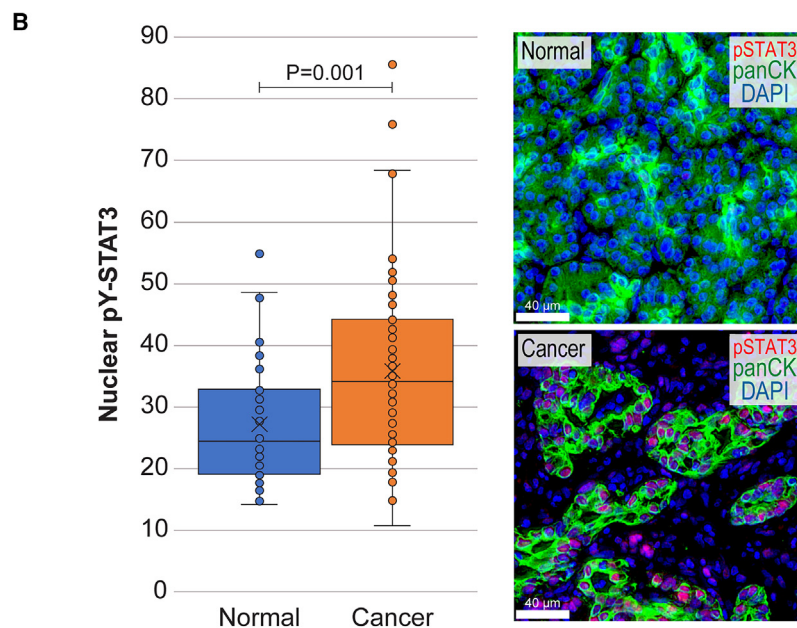 B
90
80
70
60
50
40
30
20
10
0
Nuclear pY-STAT3
P=0.001
Normal
Cancer
Normal
pSTAT3
panCK
DAPI
40 µm
Cancer
pSTAT3
panCK
DAPI
40 µm